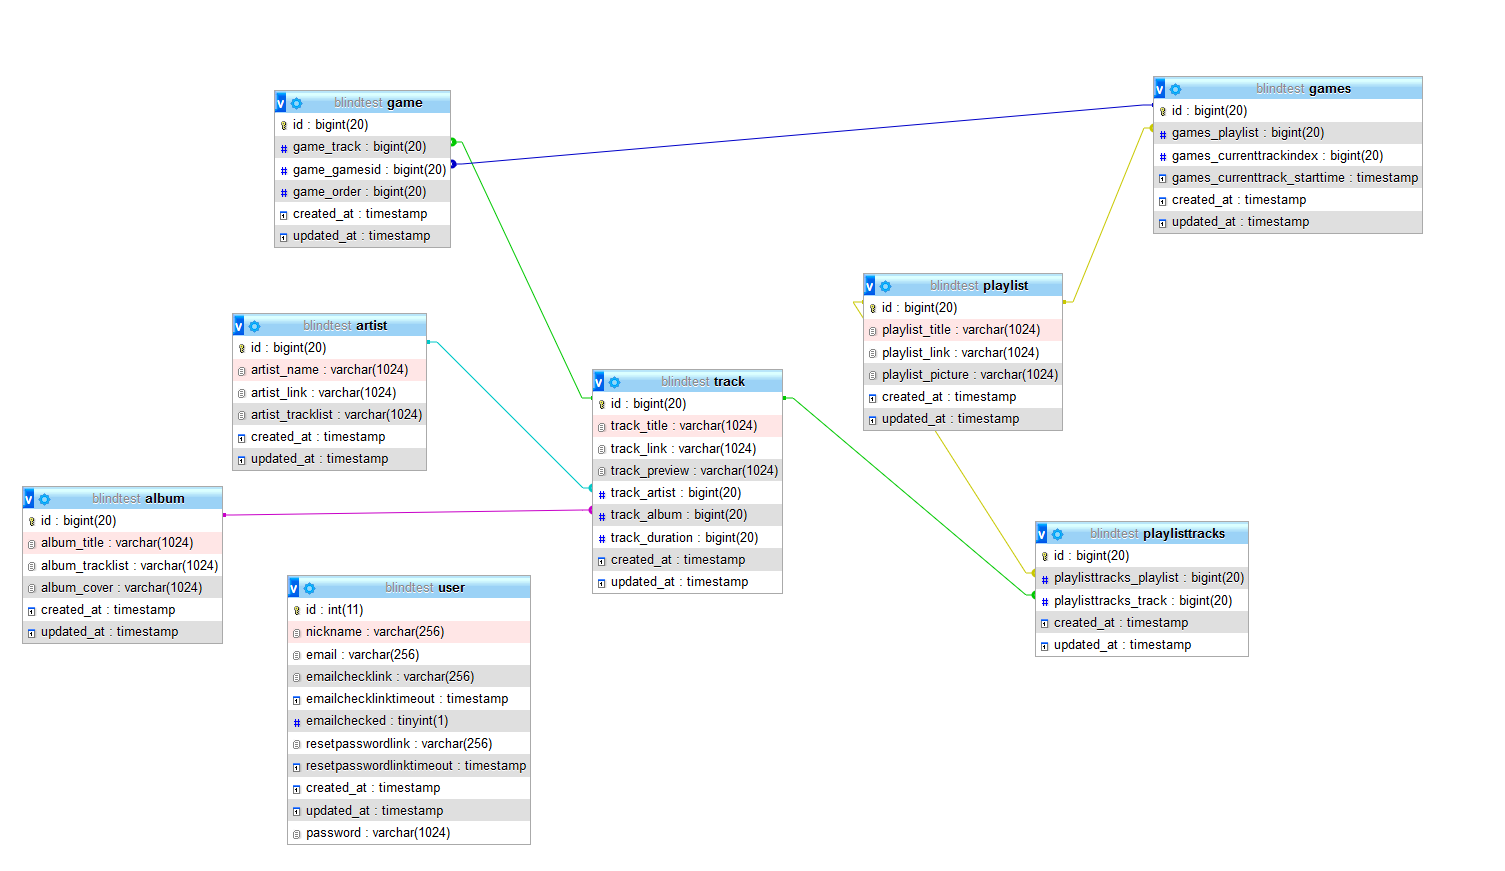 v blindtest game
id : bigint(20)
game_track : bigint(20)
game_gamesid : bigint(20)
game_order : bigint(20)
created_at : timestamp
updated_at : timestamp
v blindtest games
id : bigint(20)
games_playlist : bigint(20)
games_currenttrackindex : bigint(20)
games_currenttrack_starttime : timestamp
created_at : timestamp
updated_at : timestamp
v blindtest playlist
id : bigint(20)
playlist_title : varchar(1024)
playlist_link : varchar(1024)
playlist_picture : varchar(1024)
created_at : timestamp
updated_at : timestamp
v blindtest artist
id : bigint(20)
artist_name : varchar(1024)
artist_link : varchar(1024)
artist_tracklist : varchar(1024)
created_at : timestamp
updated_at : timestamp
v blindtest track
id : bigint(20)
track_title : varchar(1024)
track_link : varchar(1024)
track_preview : varchar(1024)
track_artist : bigint(20)
track_album : bigint(20)
track_duration : bigint(20)
created_at : timestamp
updated_at : timestamp
v blindtest album
id : bigint(20)
album_title : varchar(1024)
album_tracklist : varchar(1024)
album_cover : varchar(1024)
created_at : timestamp
updated_at : timestamp
v blindtest playlisttracks
id : bigint(20)
playlisttracks_playlist : bigint(20)
playlisttracks_track : bigint(20)
created_at : timestamp
updated_at : timestamp
v blindtest user
id : int(11)
nickname : varchar(256)
email : varchar(256)
emailchecklink : varchar(256)
emailchecklinktimeout : timestamp
emailchecked : tinyint(1)
resetpasswordlink : varchar(256)
resetpasswordlinktimeout : timestamp
created_at : timestamp
updated_at : timestamp
password : varchar(1024)